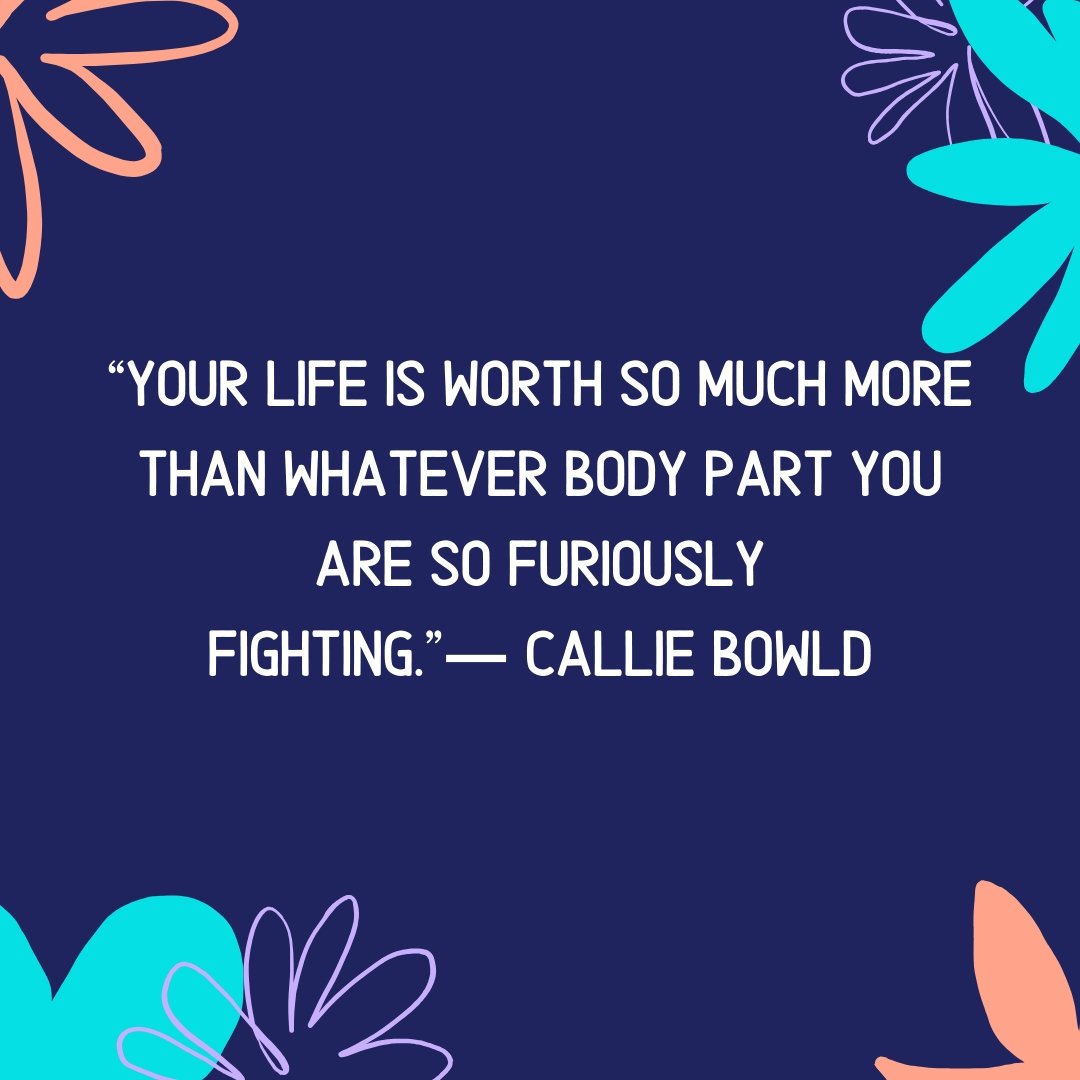 “YOUR LIFE IS WORTH SO MUCH MORE
THAN WHATEVER BODY PART YOU
ARE SO FURIOUSLY
FIGHTING.”— CALLIE BOWLD